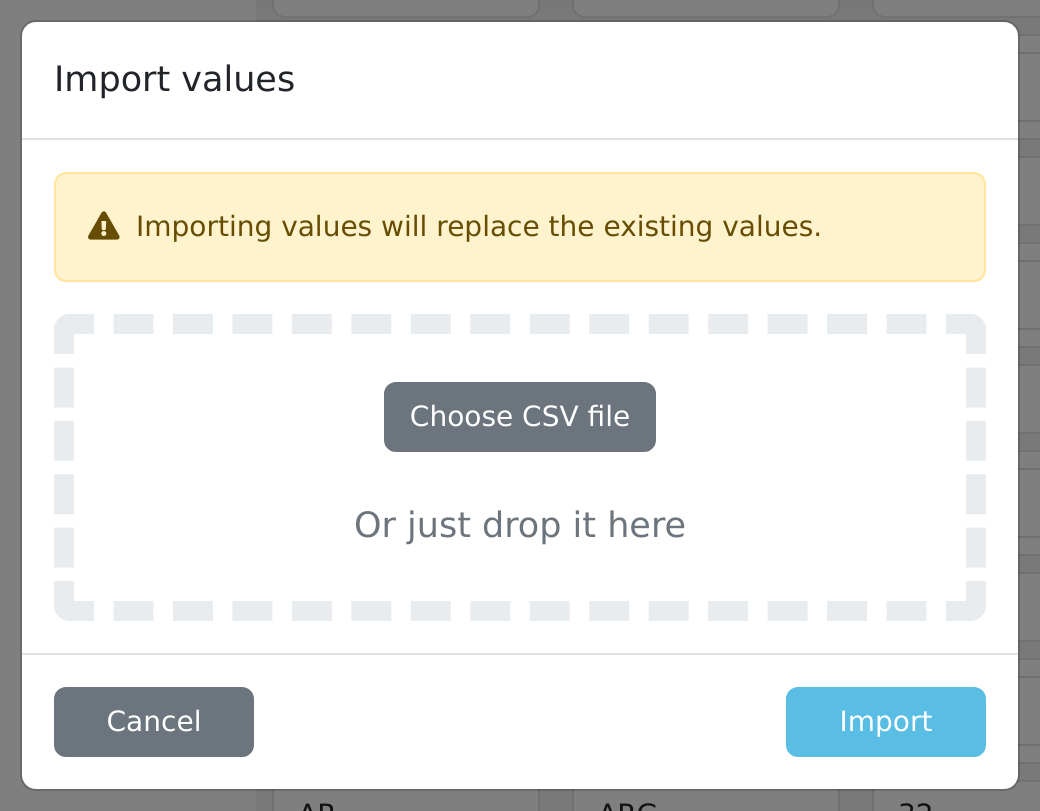 Import values
Importing values will replace the existing values.
Choose CSV file
Or just drop it here
Cancel
Import